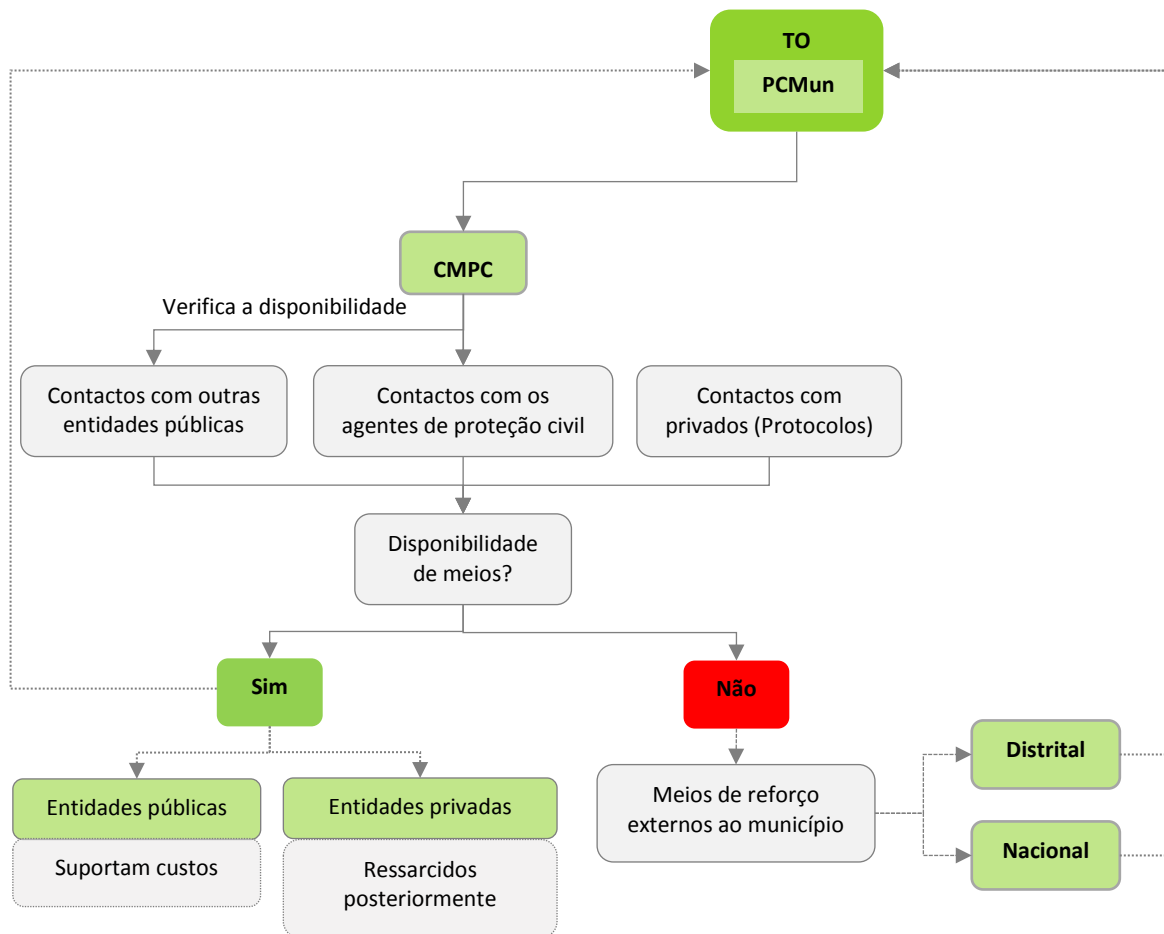 TO
PCMun
CMPC
Verifica a disponibilidade
Contactos com outras
entidades públicas
Contactos com os
agentes de proteção civil
Contactos com
privados (Protocolos)
Disponibilidade
de meios?
Sim
Não
Entidades públicas
Suportam custos
Entidades privadas
Ressarcidos
posteriormente
Meios de reforço
externos ao município
Distrital
Nacional